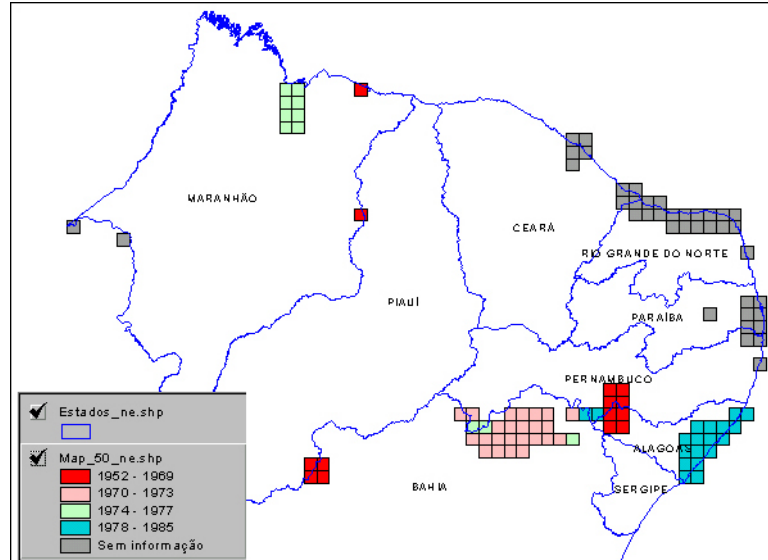 MARANHÃO
CEARÁ
RIO GRANDE DO NORTE
PIAUÍ
PARAÍBA
PERNAMBUCO
ALAGOAS
BAHIA
SERGIPE
Estados_ne.shp
Map_50_ne.shp
1952 - 1969
1970 - 1973
1974 - 1977
1978 - 1985
Sem informação